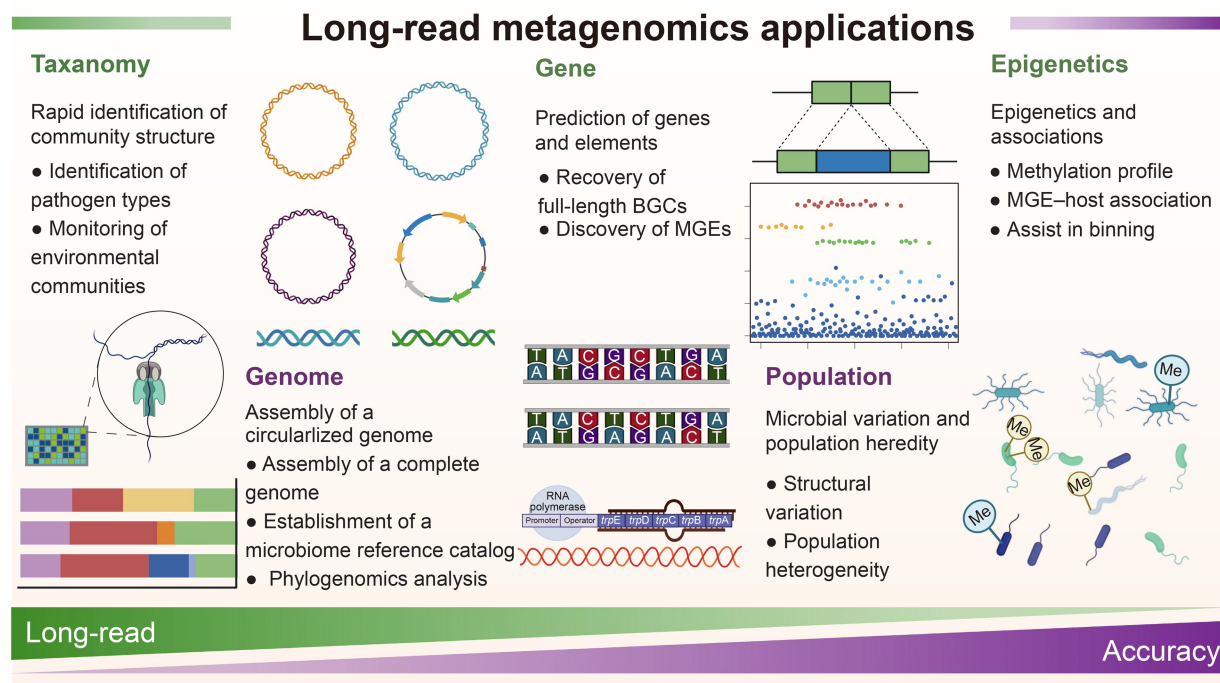 Long-read metagenomics applications
Taxanomy
Rapid identification of
community structure
● Identification of
pathogen types
● Monitoring of
environmental
communities
Genome
Assembly of a
circularlized genome
● Assembly of a complete
genome
● Establishment of a
microbiome reference catalog
● Phylogenomics analysis
Gene
Prediction of genes
and elements
● Recovery of
full-length BGCs
● Discovery of MGEs
T A C G C T G A
A T G C G A C T
T A C T C T G A
A T G A G A C T
RNA
polymerase
Promoter Operator trpE trpD trpC trpB trpA
Population
Microbial variation and
population heredity
● Structural
variation
● Population
heterogeneity
Epigenetics
Epigenetics and
associations
● Methylation profile
● MGE–host association
● Assist in binning
Me
Me
Me
Me
Me
Long-read
Accuracy